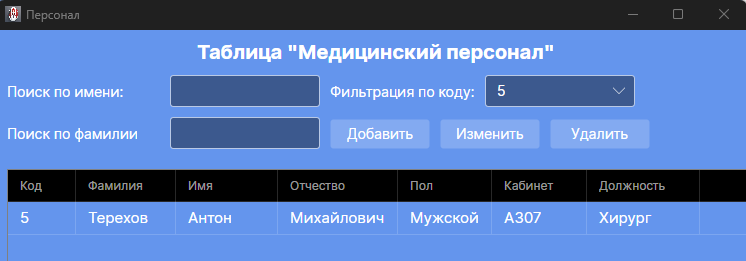 Персонал
Таблица "Медицинский персонал"
Поиск по имени: Фильтрация по коду: 5
Поиск по фамилии Добавить Изменить Удалить
Код Фамилия Имя Отчество Пол Кабинет Должность
5 Терехов Антон Михайлович Мужской А307 Хирург